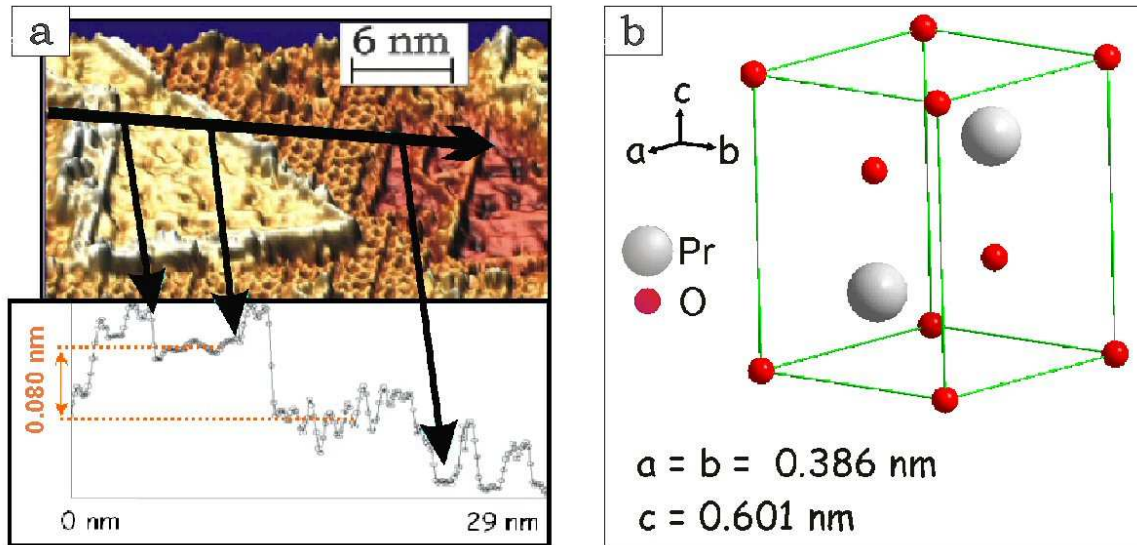 a
6 nm
0.080 nm
0 nm
29 nm
b
c
a
b
Pr
O
a = b = 0.386 nm
c = 0.601 nm